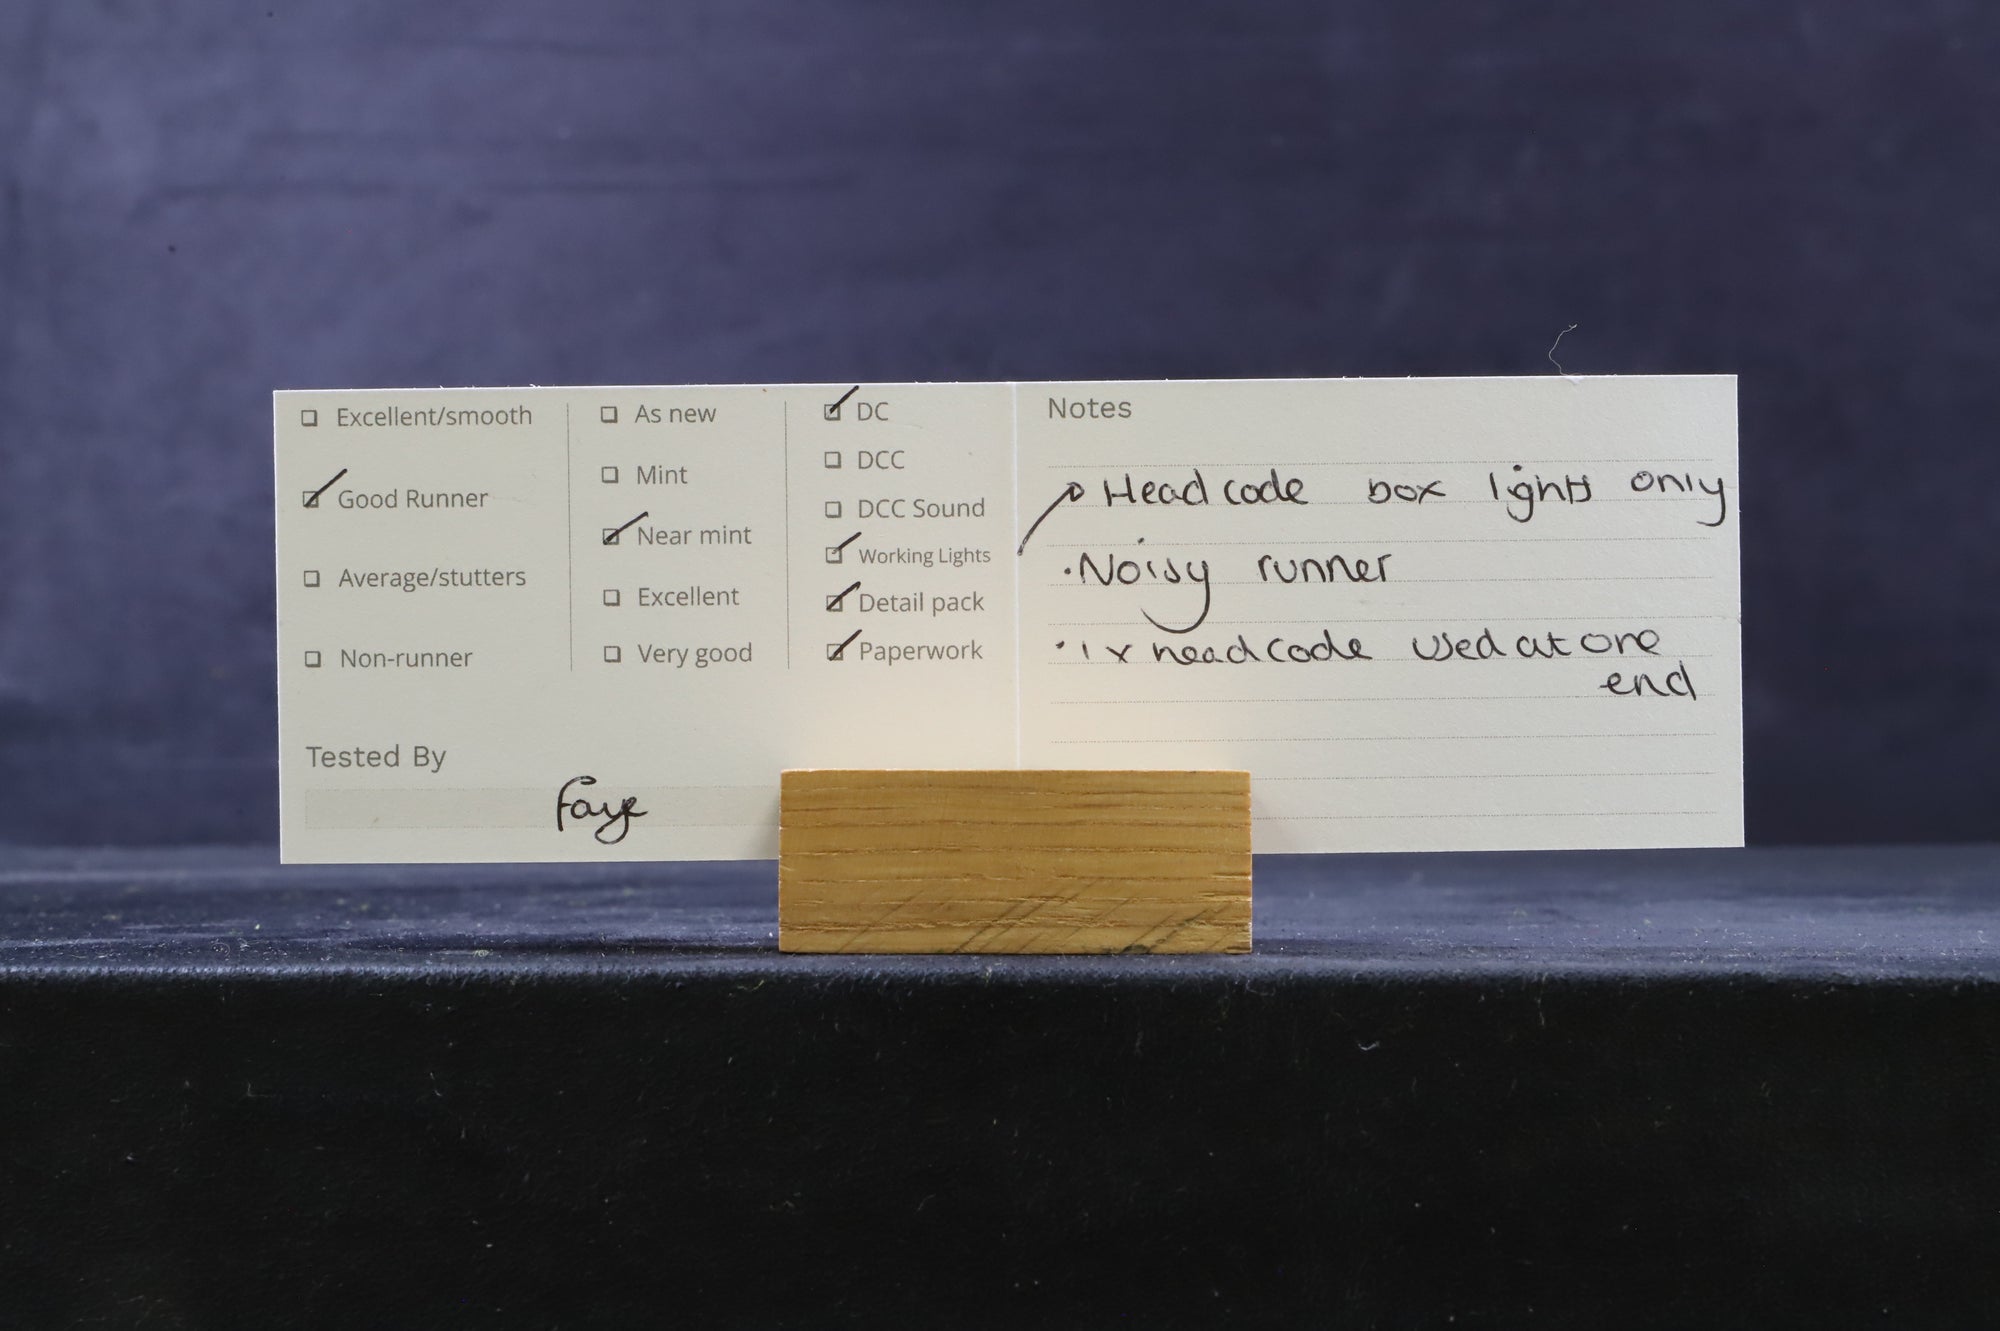 ☐ Excellent/smooth
☑ Good Runner
☐ Average/stutters
☐ Non-runner
☐ As new
☐ Mint
☑ Near mint
☐ Excellent
☐ Very good
☑ DC
☐ DCC
☐ DCC Sound
☑ Working Lights
☑ Detail pack
☑ Paperwork
Tested By
Faye
Notes
→ Head code box lights only
· Noisy runner
· 1 x headcode used at one
end